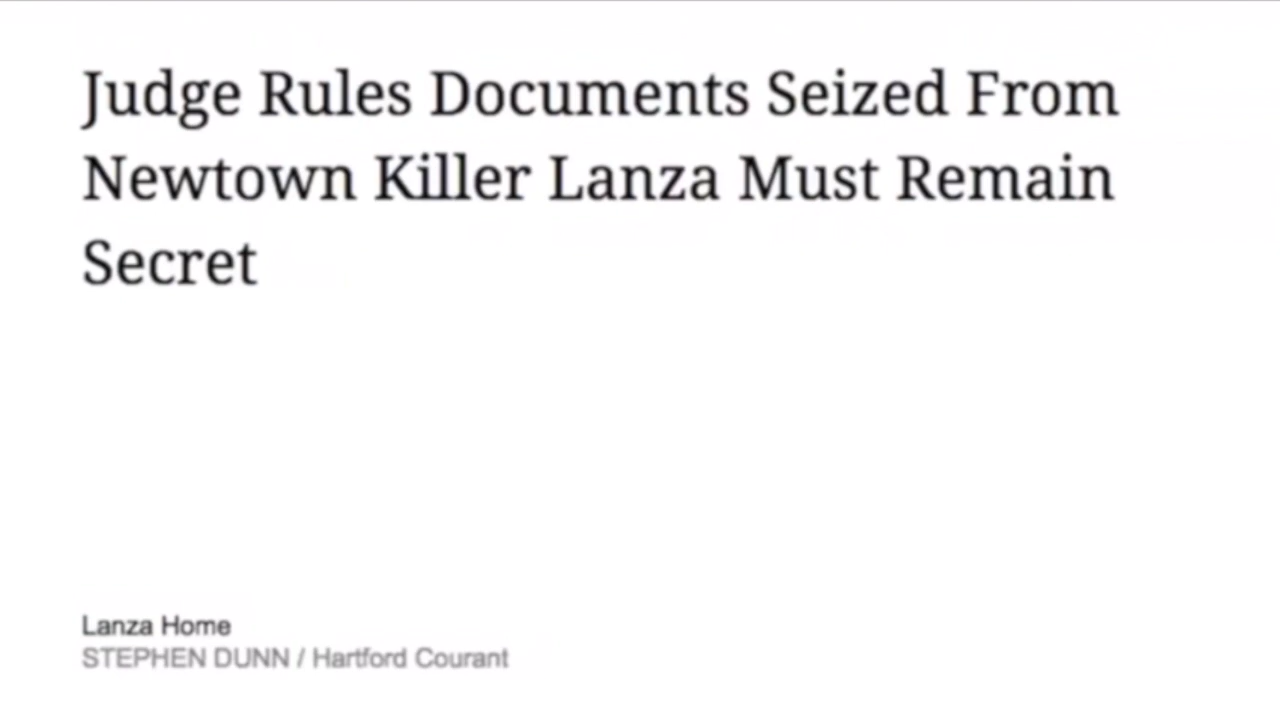 Judge Rules Documents Seized From
Newtown Killer Lanza Must Remain
Secret
Lanza Home
STEPHEN DUNN / Hartford Courant